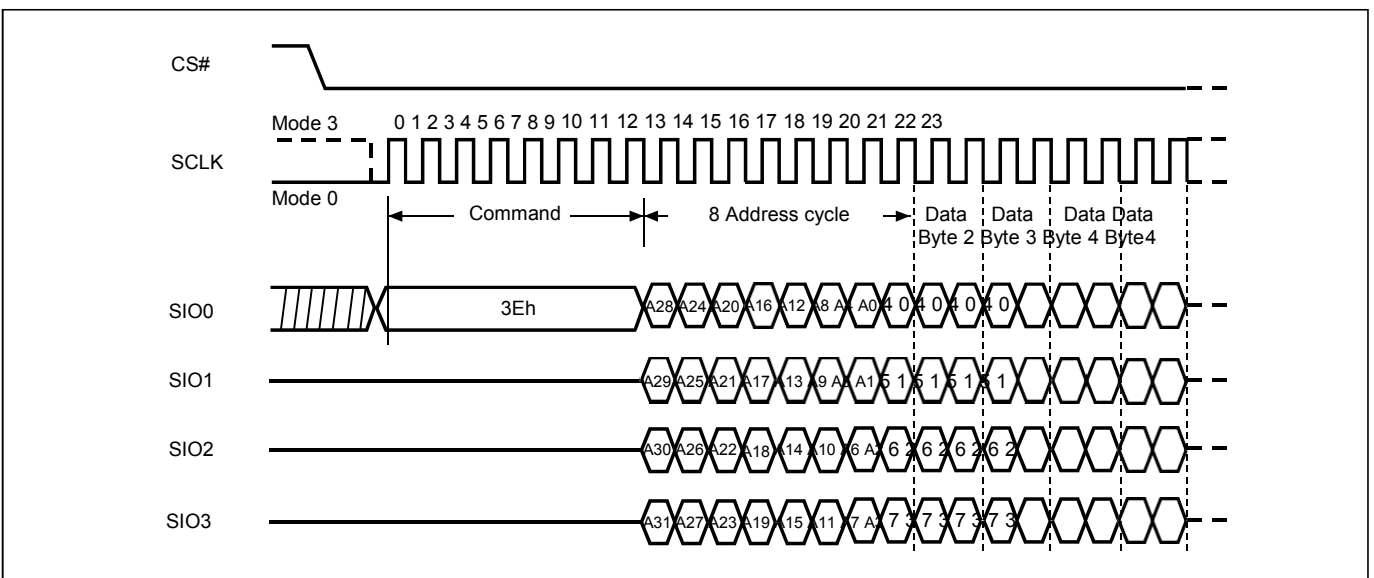 CS#
Mode 3 0 1 2 3 4 5 6 7 8 9 10 11 12 13 14 15 16 17 18 19 20 21 22 23
SCLK
Mode 0
Command 8 Address cycle Data Data Data Data
Byte 2 Byte 3 Byte 4 Byte4
SIO0 3Eh A28 A24 A20 A16 A12 A8 A4 A0 4 0 4 0 4 0 4 0
SIO1 A29 A25 A21 A17 A13 A9 A5 A1 5 1 5 1 5 1 5 1
SIO2 A30 A26 A22 A18 A14 A10 A6 A2 6 2 6 2 6 2 6 2
SIO3 A31 A27 A23 A19 A15 A11 A7 A3 7 3 7 3 7 3 7 3